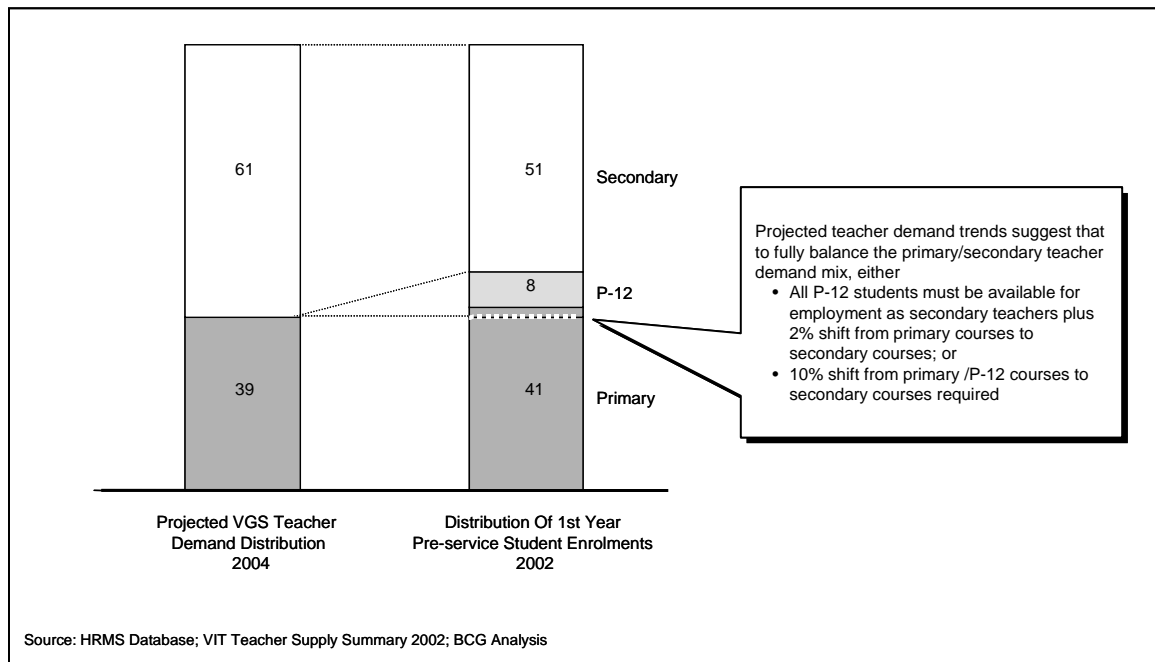 61
51
Secondary
8
P-12
39
41
Primary
Projected teacher demand trends suggest that
to fully balance the primary/secondary teacher
demand mix, either
• All P-12 students must be available for
employment as secondary teachers plus
2% shift from primary courses to
secondary courses; or
• 10% shift from primary /P-12 courses to
secondary courses required
Projected VGS Teacher
Demand Distribution
2004
Distribution Of 1st Year
Pre-service Student Enrolments
2002
Source: HRMS Database; VIT Teacher Supply Summary 2002; BCG Analysis